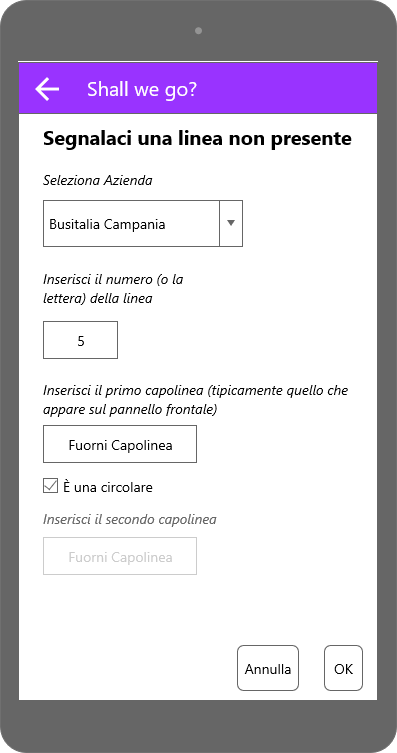 Shall we go?
Segnalaci una linea non presente
Seleziona Azienda
Busitalia Campania
Inserisci il numero (o la
lettera) della linea
5
Inserisci il primo capolinea (tipicamente quello che
appare sul pannello frontale)
Fuorni Capolinea
È una circolare
Inserisci il secondo capolinea
Fuorni Capolinea
Annulla OK